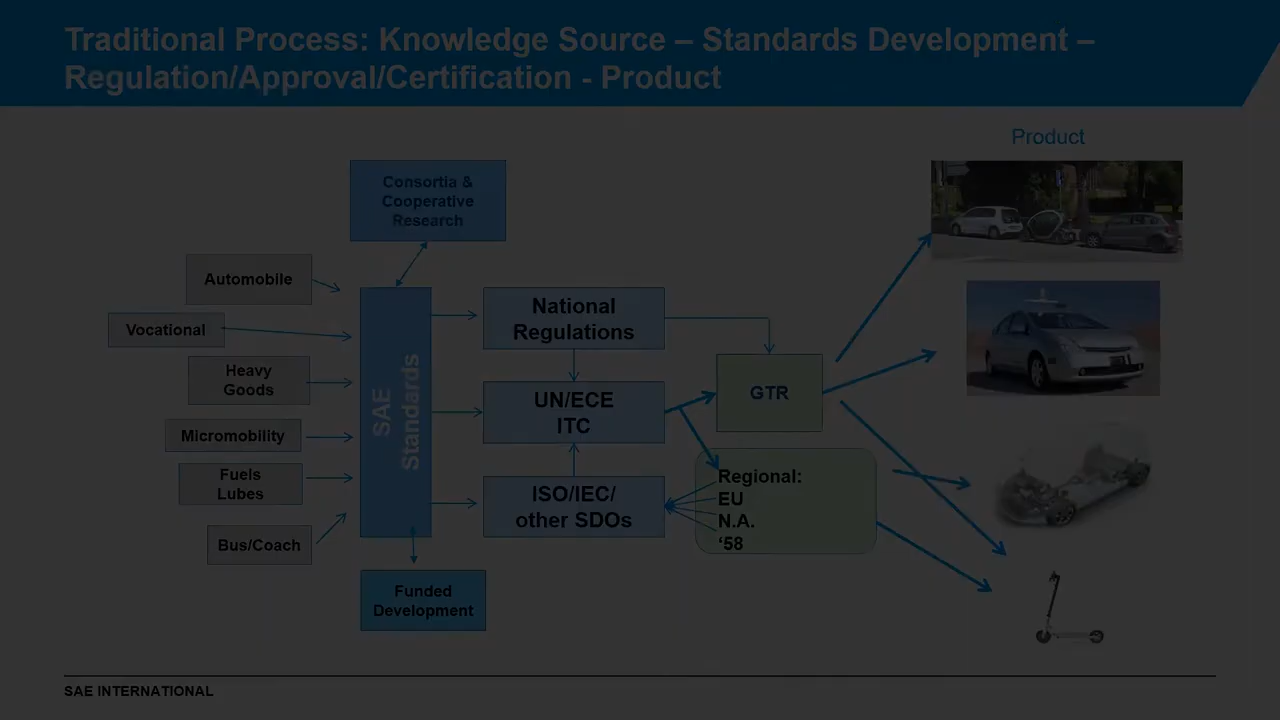 Traditional Process: Knowledge Source – Standards Development –
Regulation/Approval/Certification - Product
Product
Consortia &
Cooperative
Research
Automobile
Vocational
Heavy
Goods
Micromobility
Fuels
Lubes
Bus/Coach
SAE
Standards
Funded
Development
National
Regulations
UN/ECE
ITC
ISO/IEC/
other SDOs
GTR
Regional:
EU
N.A.
‘58
SAE INTERNATIONAL